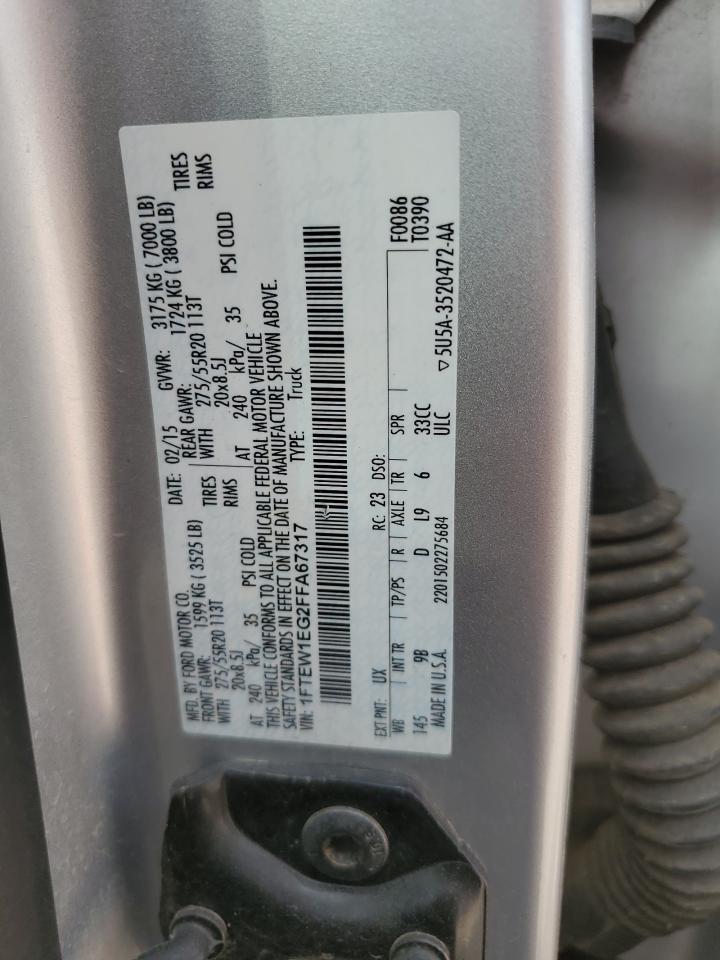 MFD. BY FORD MOTOR CO.
DATE: 02/15 GVWR: 3175 KG ( 7000 LB)
FRONT GAWR: 1599 KG ( 3525 LB) REAR GAWR: 1724 KG ( 3800 LB)
WITH 275/55R20 113T TIRES WITH 275/55R20 113T TIRES
20x8.5J RIMS 20x8.5J RIMS
AT 240 kPa/ 35 PSI COLD AT 240 kPa/ 35 PSI COLD
THIS VEHICLE CONFORMS TO ALL APPLICABLE FEDERAL MOTOR VEHICLE
SAFETY STANDARDS IN EFFECT ON THE DATE OF MANUFACTURE SHOWN ABOVE.
VIN: 1FTEW1EG2FFA67317 TYPE: Truck
EXT PNT: UX RC: 23 DSO:
WB INT TR TP/PS R AXLE TR SPR F0086
145 9B D L9 6 33CC T0390
MADE IN U.S.A. 2201502275684 ULC
▽5U5A-3520472-AA